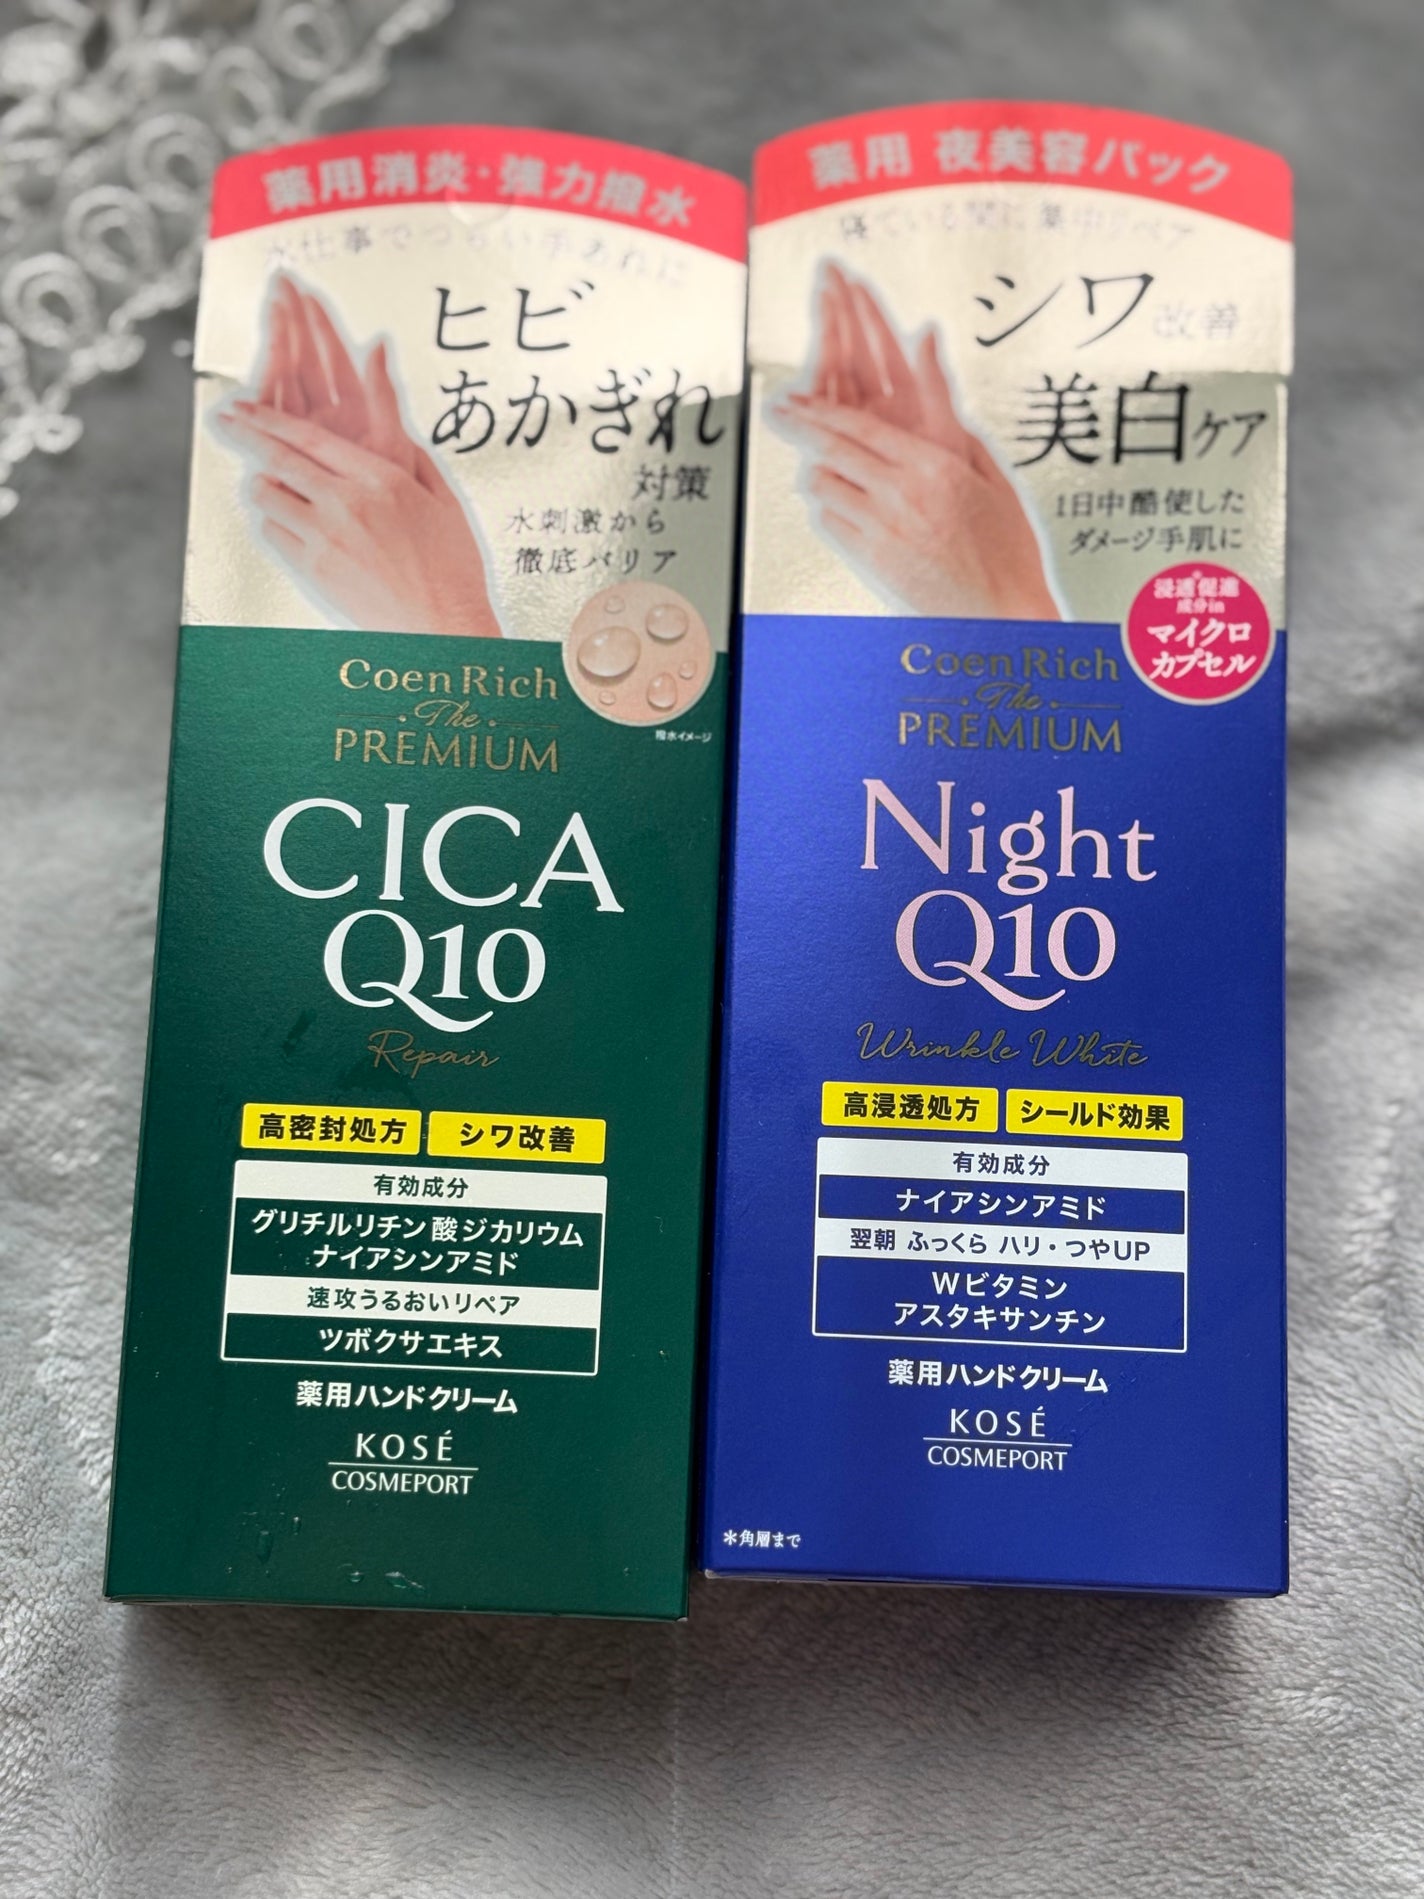 薬用消炎・強力撥水
水仕事でつらい手あれに
ヒビ
あかぎれ
対策
水刺激から
徹底バリア
撥水イメージ
Coen Rich
The
PREMIUM
CICA
Q10
Repair
高密封処方
シワ改善
有効成分
グリチルリチン酸ジカリウム
ナイアシンアミド
速攻うるおいリペア
ツボクサエキス
薬用ハンドクリーム
KOSÉ
COSMEPORT
薬用 夜美容パック
寝ている間に集中リペア
シワ改善
美白ケア
1日中酷使した
ダメージ手肌に
浸透*促進
成分in
マイクロ
カプセル
Coen Rich
The
PREMIUM
Night
Q10
Wrinkle White
高浸透処方
シールド効果
有効成分
ナイアシンアミド
翌朝 ふっくら ハリ・つやUP
Wビタミン
アスタキサンチン
薬用ハンドクリーム
KOSÉ
COSMEPORT
*角層まで